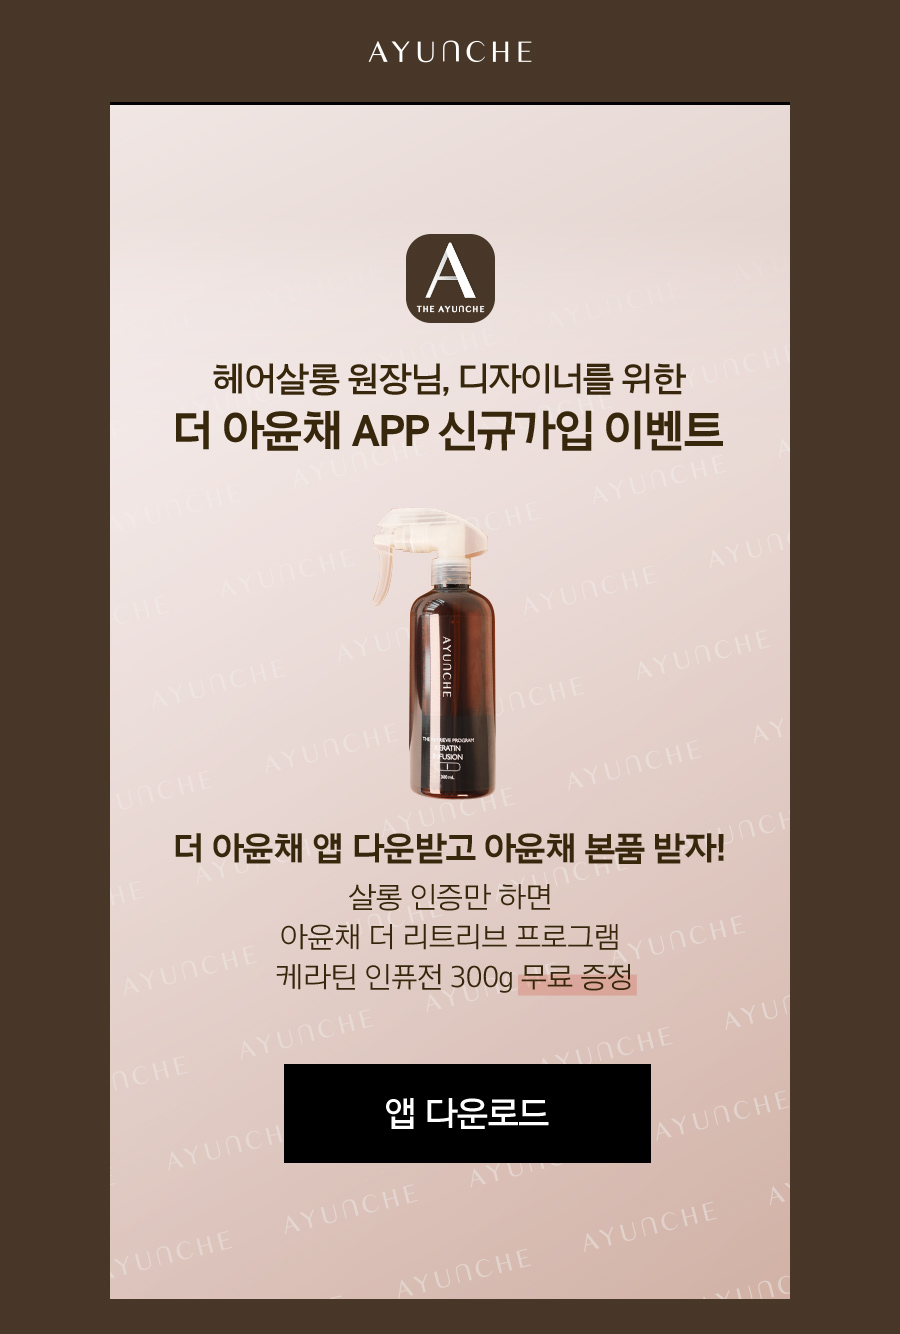 AYUNCHE
A
THE AYUNCHE
헤어살롱 원장님, 디자이너를 위한
더 아윤채 APP 신규가입 이벤트
AYUNCHE
PROGRAM
300 mL
더 아윤채 앱 다운받고 아윤채 본품 받자!
살롱 인증만 하면
아윤채 더 리트리브 프로그램
케라틴 인퓨전 300g 무료 증정
앱 다운로드